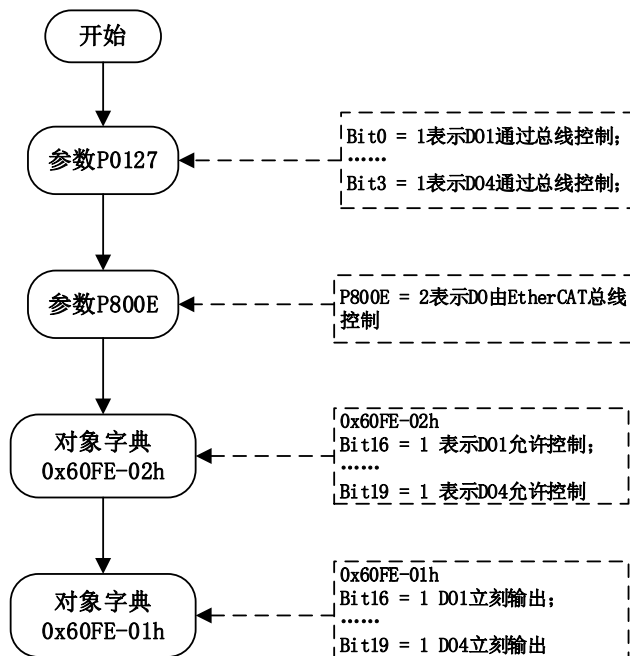 开始
参数P0127
Bit0 = 1表示DO1通过总线控制;
······
Bit3 = 1表示DO4通过总线控制;
参数P800E
P800E = 2表示DO由EtherCAT总线
控制
对象字典
0x60FE-02h
0x60FE-02h
Bit16 = 1 表示DO1允许控制;
······
Bit19 = 1 表示DO4允许控制
对象字典
0x60FE-01h
0x60FE-01h
Bit16 = 1 DO1立刻输出;
······
Bit19 = 1 DO4立刻输出